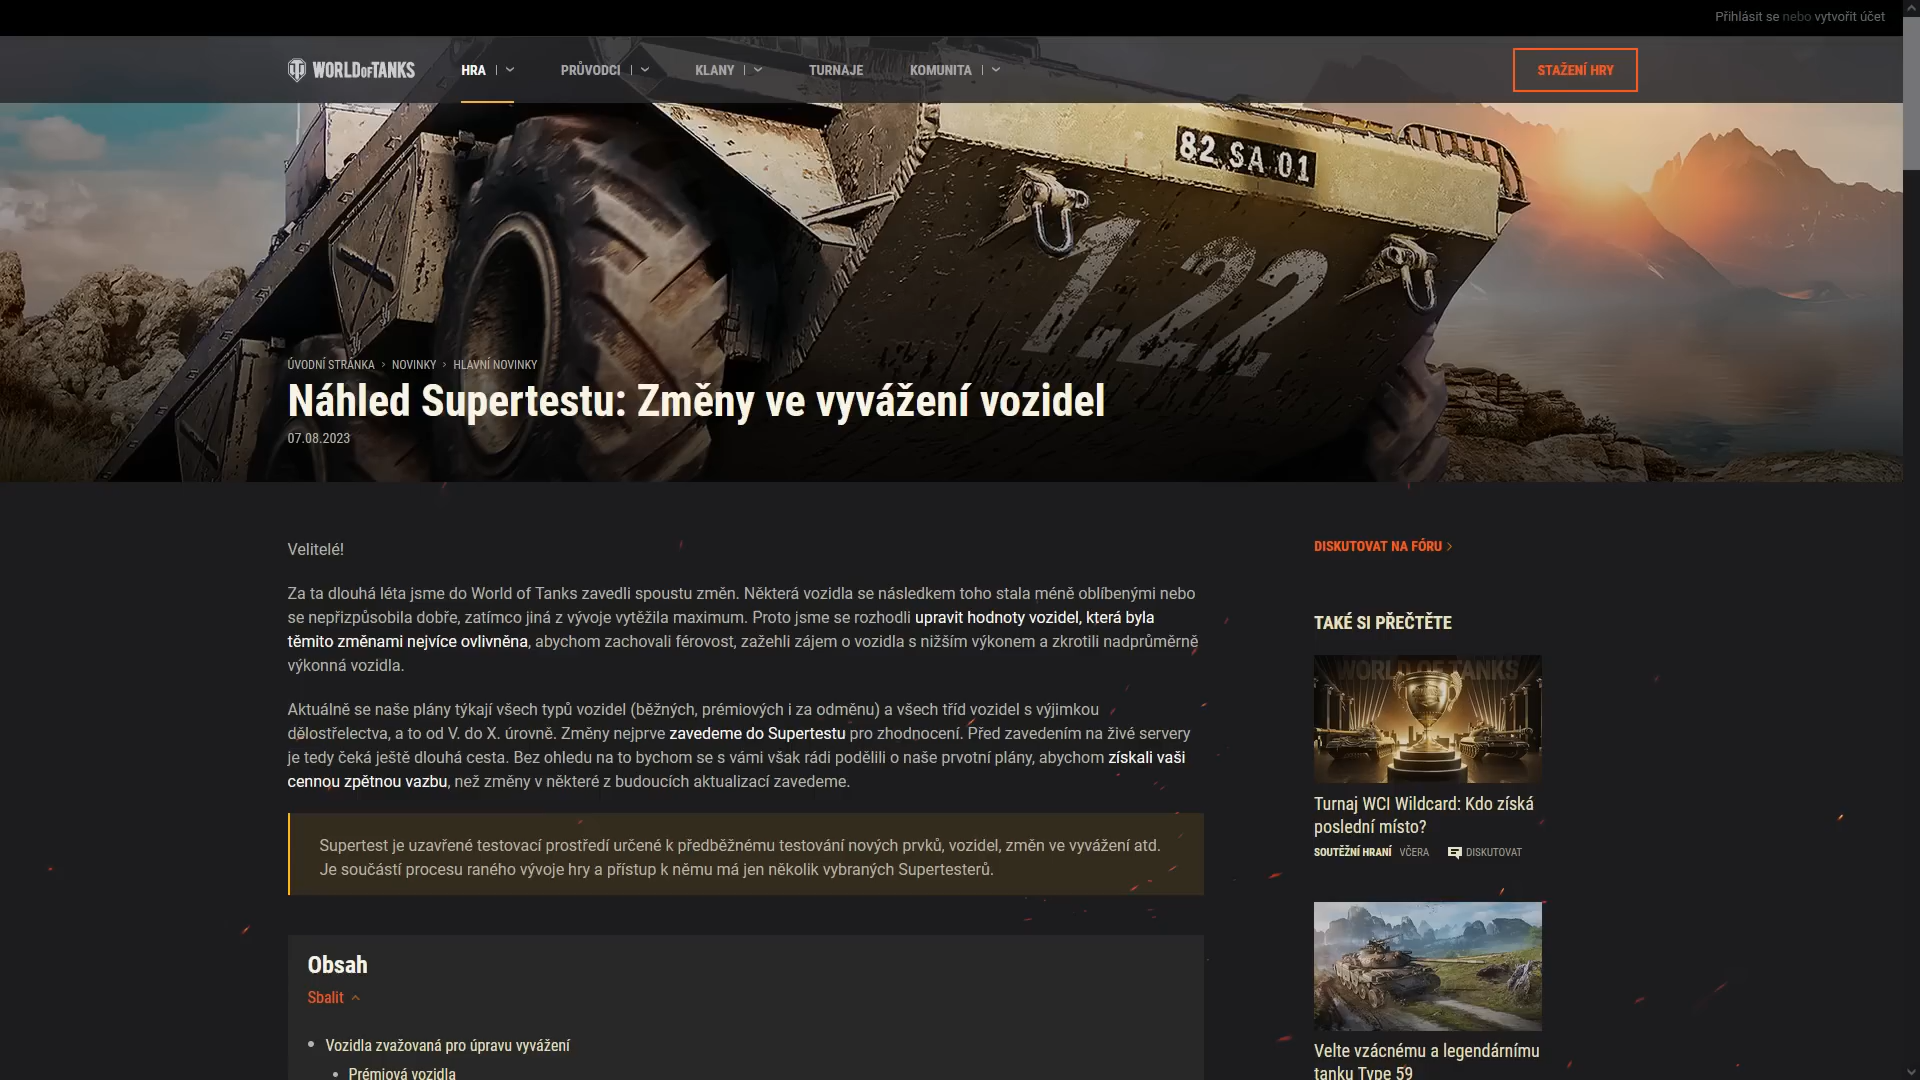 Přihlásit se nebo vytvořit účet
WORLD OF TANKS
HRA
PRŮVODCI
KLANY
TURNAJE
KOMUNITA
STAŽENÍ HRY
82.SA.01
1.22
ÚVODNÍ STRÁNKA > NOVINKY > HLAVNÍ NOVINKY
Náhled Supertestu: Změny ve vyvážení vozidel
07.08.2023
Velitelé!
Za ta dlouhá léta jsme do World of Tanks zavedli spoustu změn. Některá vozidla se následkem toho stala méně oblíbenými nebo
se nepřizpůsobila dobře, zatímco jiná z vývoje vytěžila maximum. Proto jsme se rozhodli upravit hodnoty vozidel, která byla
těmito změnami nejvíce ovlivněna, abychom zachovali férovost, zažehli zájem o vozidla s nižším výkonem a zkrotili nadprůměrně
výkonná vozidla.
Aktuálně se naše plány týkají všech typů vozidel (běžných, prémiových i za odměnu) a všech tříd vozidel s výjimkou
dělostřelectva, a to od V. do X. úrovně. Změny nejprve zavedeme do Supertestu pro zhodnocení. Před zavedením na živé servery
je tedy čeká ještě dlouhá cesta. Bez ohledu na to bychom se s vámi však rádi podělili o naše prvotní plány, abychom získali vaši
cennou zpětnou vazbu, než změny v některé z budoucích aktualizací zavedeme.
Supertest je uzavřené testovací prostředí určené k předběžnému testování nových prvků, vozidel, změn ve vyvážení atd.
Je součástí procesu raného vývoje hry a přístup k němu má jen několik vybraných Supertesterů.
Obsah
Sbalit
Vozidla zvažovaná pro úpravu vyvážení
Prémiová vozidla
DISKUTOVAT NA FÓRU
TAKÉ SI PŘEČTĚTE
WORLD OF TANKS
Turnaj WCI Wildcard: Kdo získá
poslední místo?
SOUTĚŽNÍ HRANÍ VČERA DISKUTOVAT
Velte vzácnému a legendárnímu
tanku Type 59